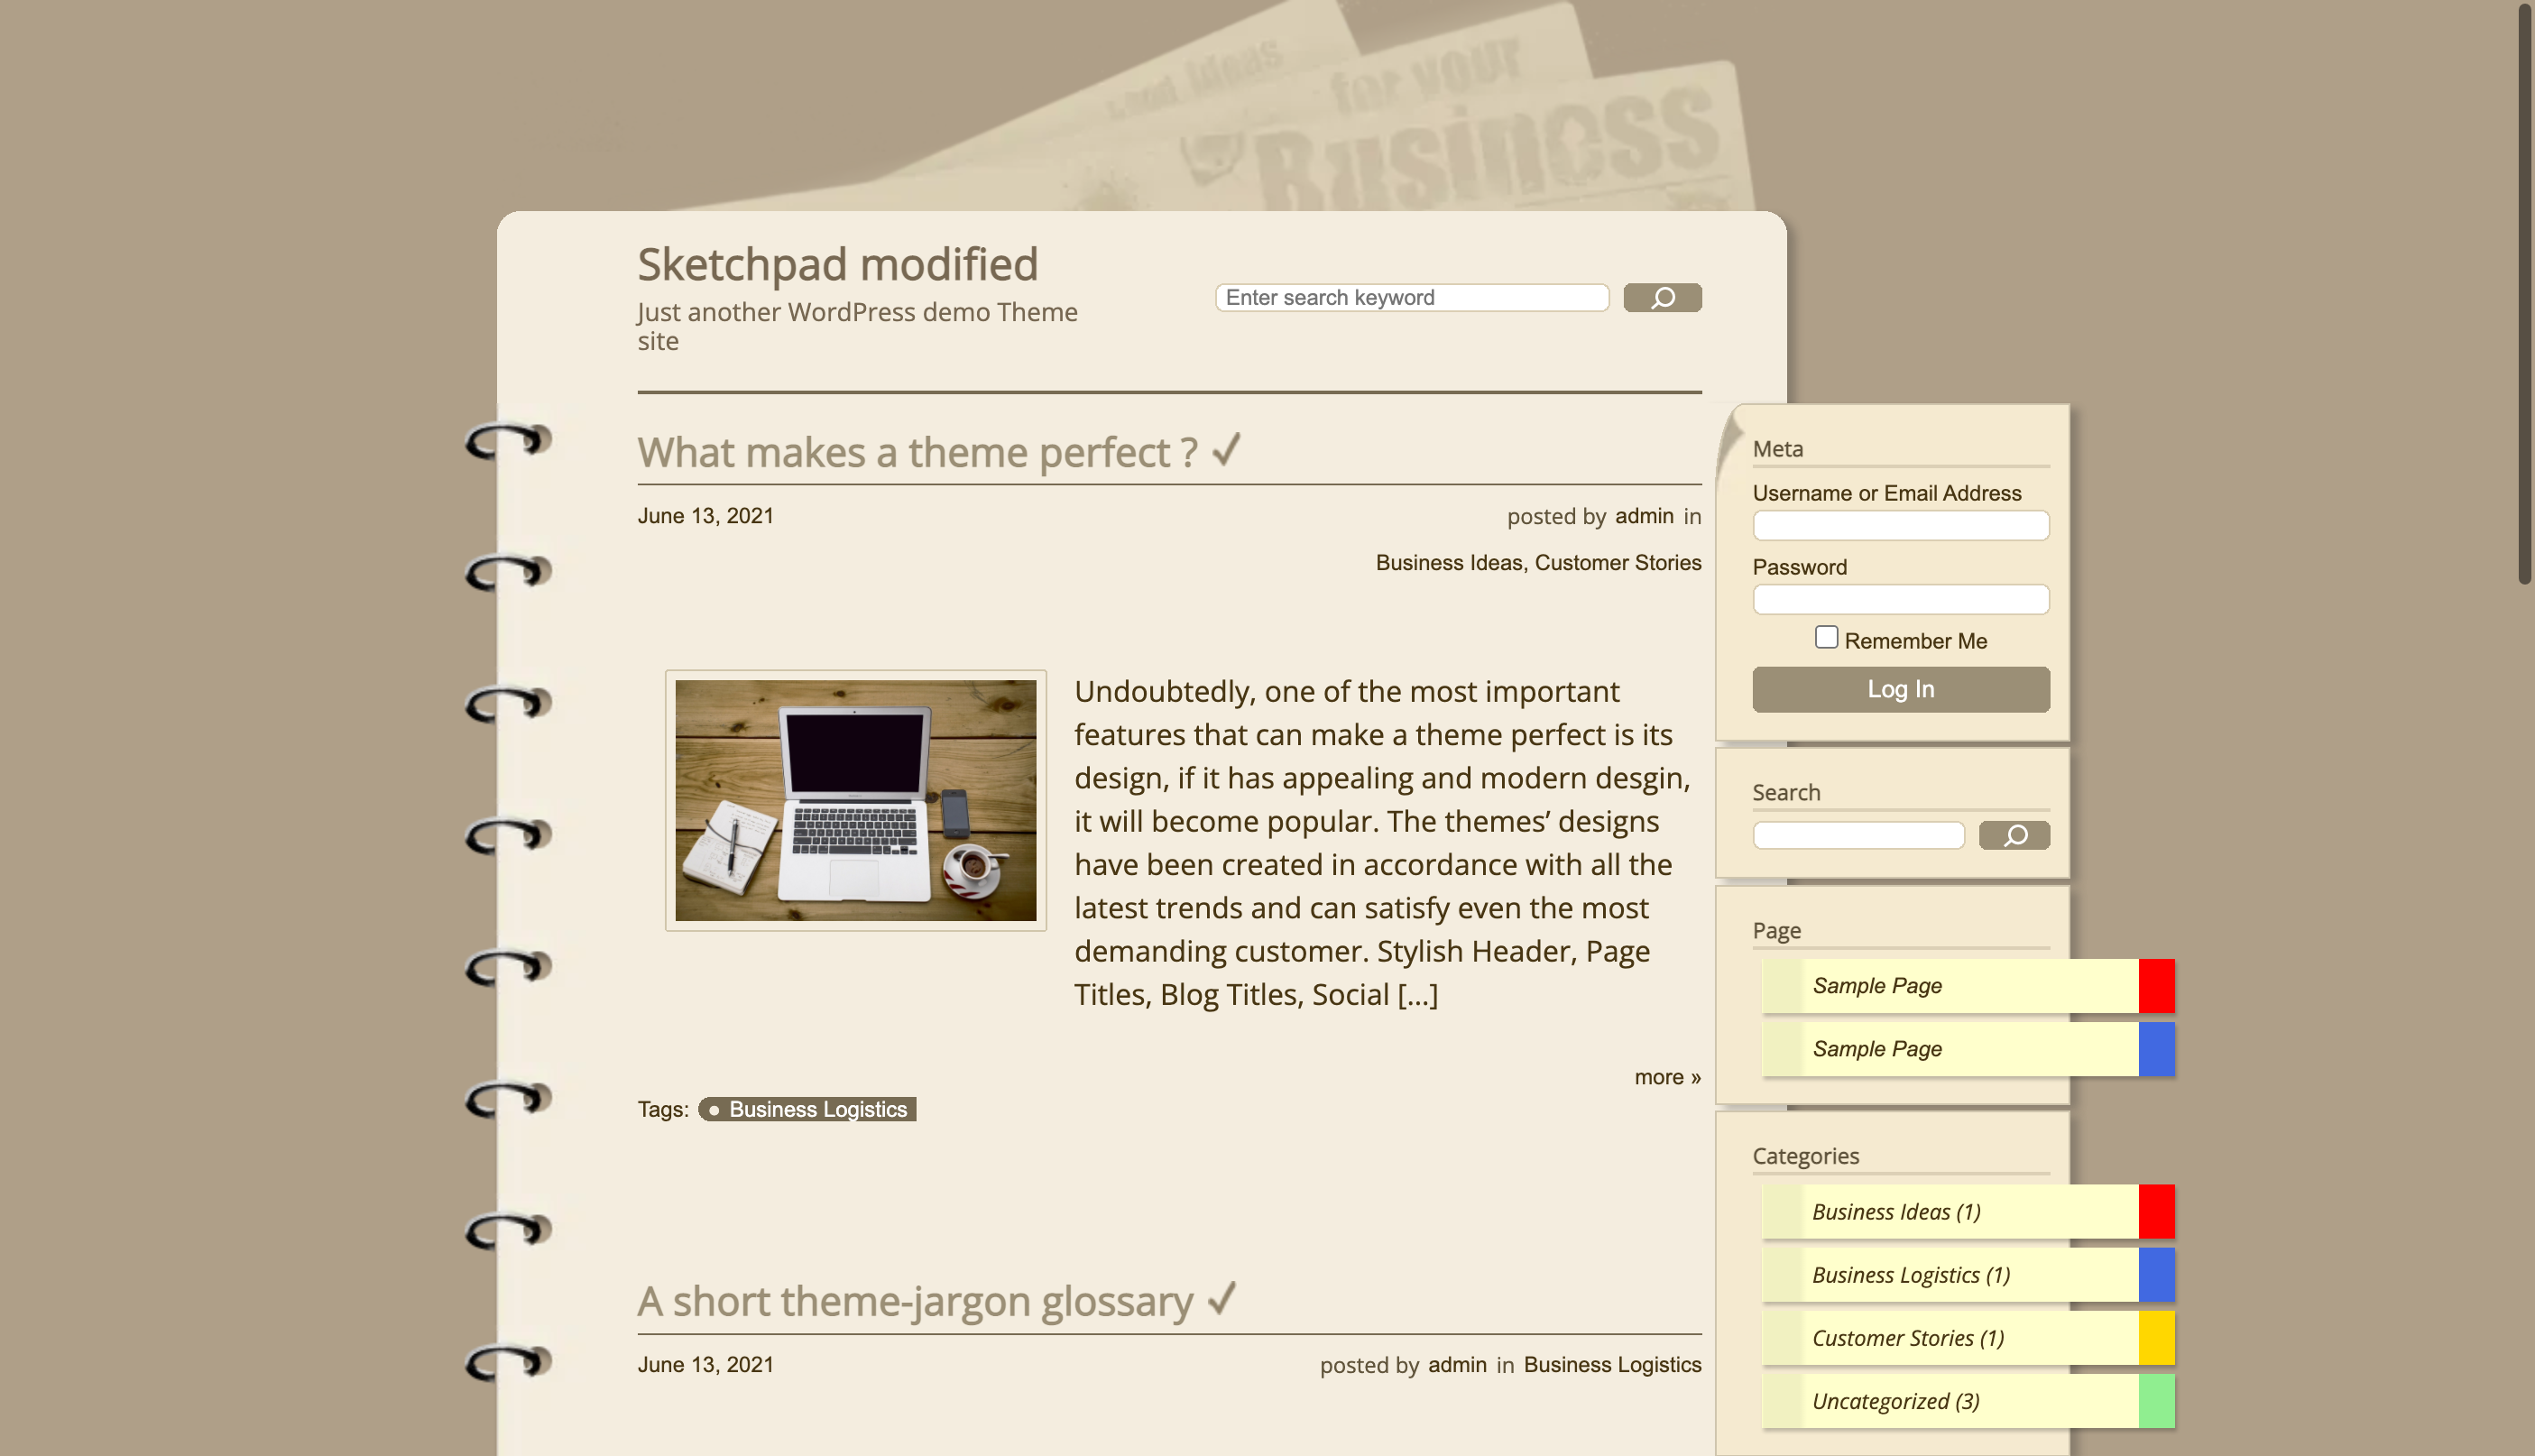 and Ideas
for your
Business
Sketchpad modified
Just another WordPress demo Theme
site
Enter search keyword
What makes a theme perfect ?
June 13, 2021
posted by admin in
Business Ideas, Customer Stories
Undoubtedly, one of the most important
features that can make a theme perfect is its
design, if it has appealing and modern desgin,
it will become popular. The themes’ designs
have been created in accordance with all the
latest trends and can satisfy even the most
demanding customer. Stylish Header, Page
Titles, Blog Titles, Social [...]
more »
Tags: Business Logistics
A short theme-jargon glossary
June 13, 2021
posted by admin in Business Logistics
Meta
Username or Email Address
Password
Remember Me
Log In
Search
Page
Sample Page
Sample Page
Categories
Business Ideas (1)
Business Logistics (1)
Customer Stories (1)
Uncategorized (3)